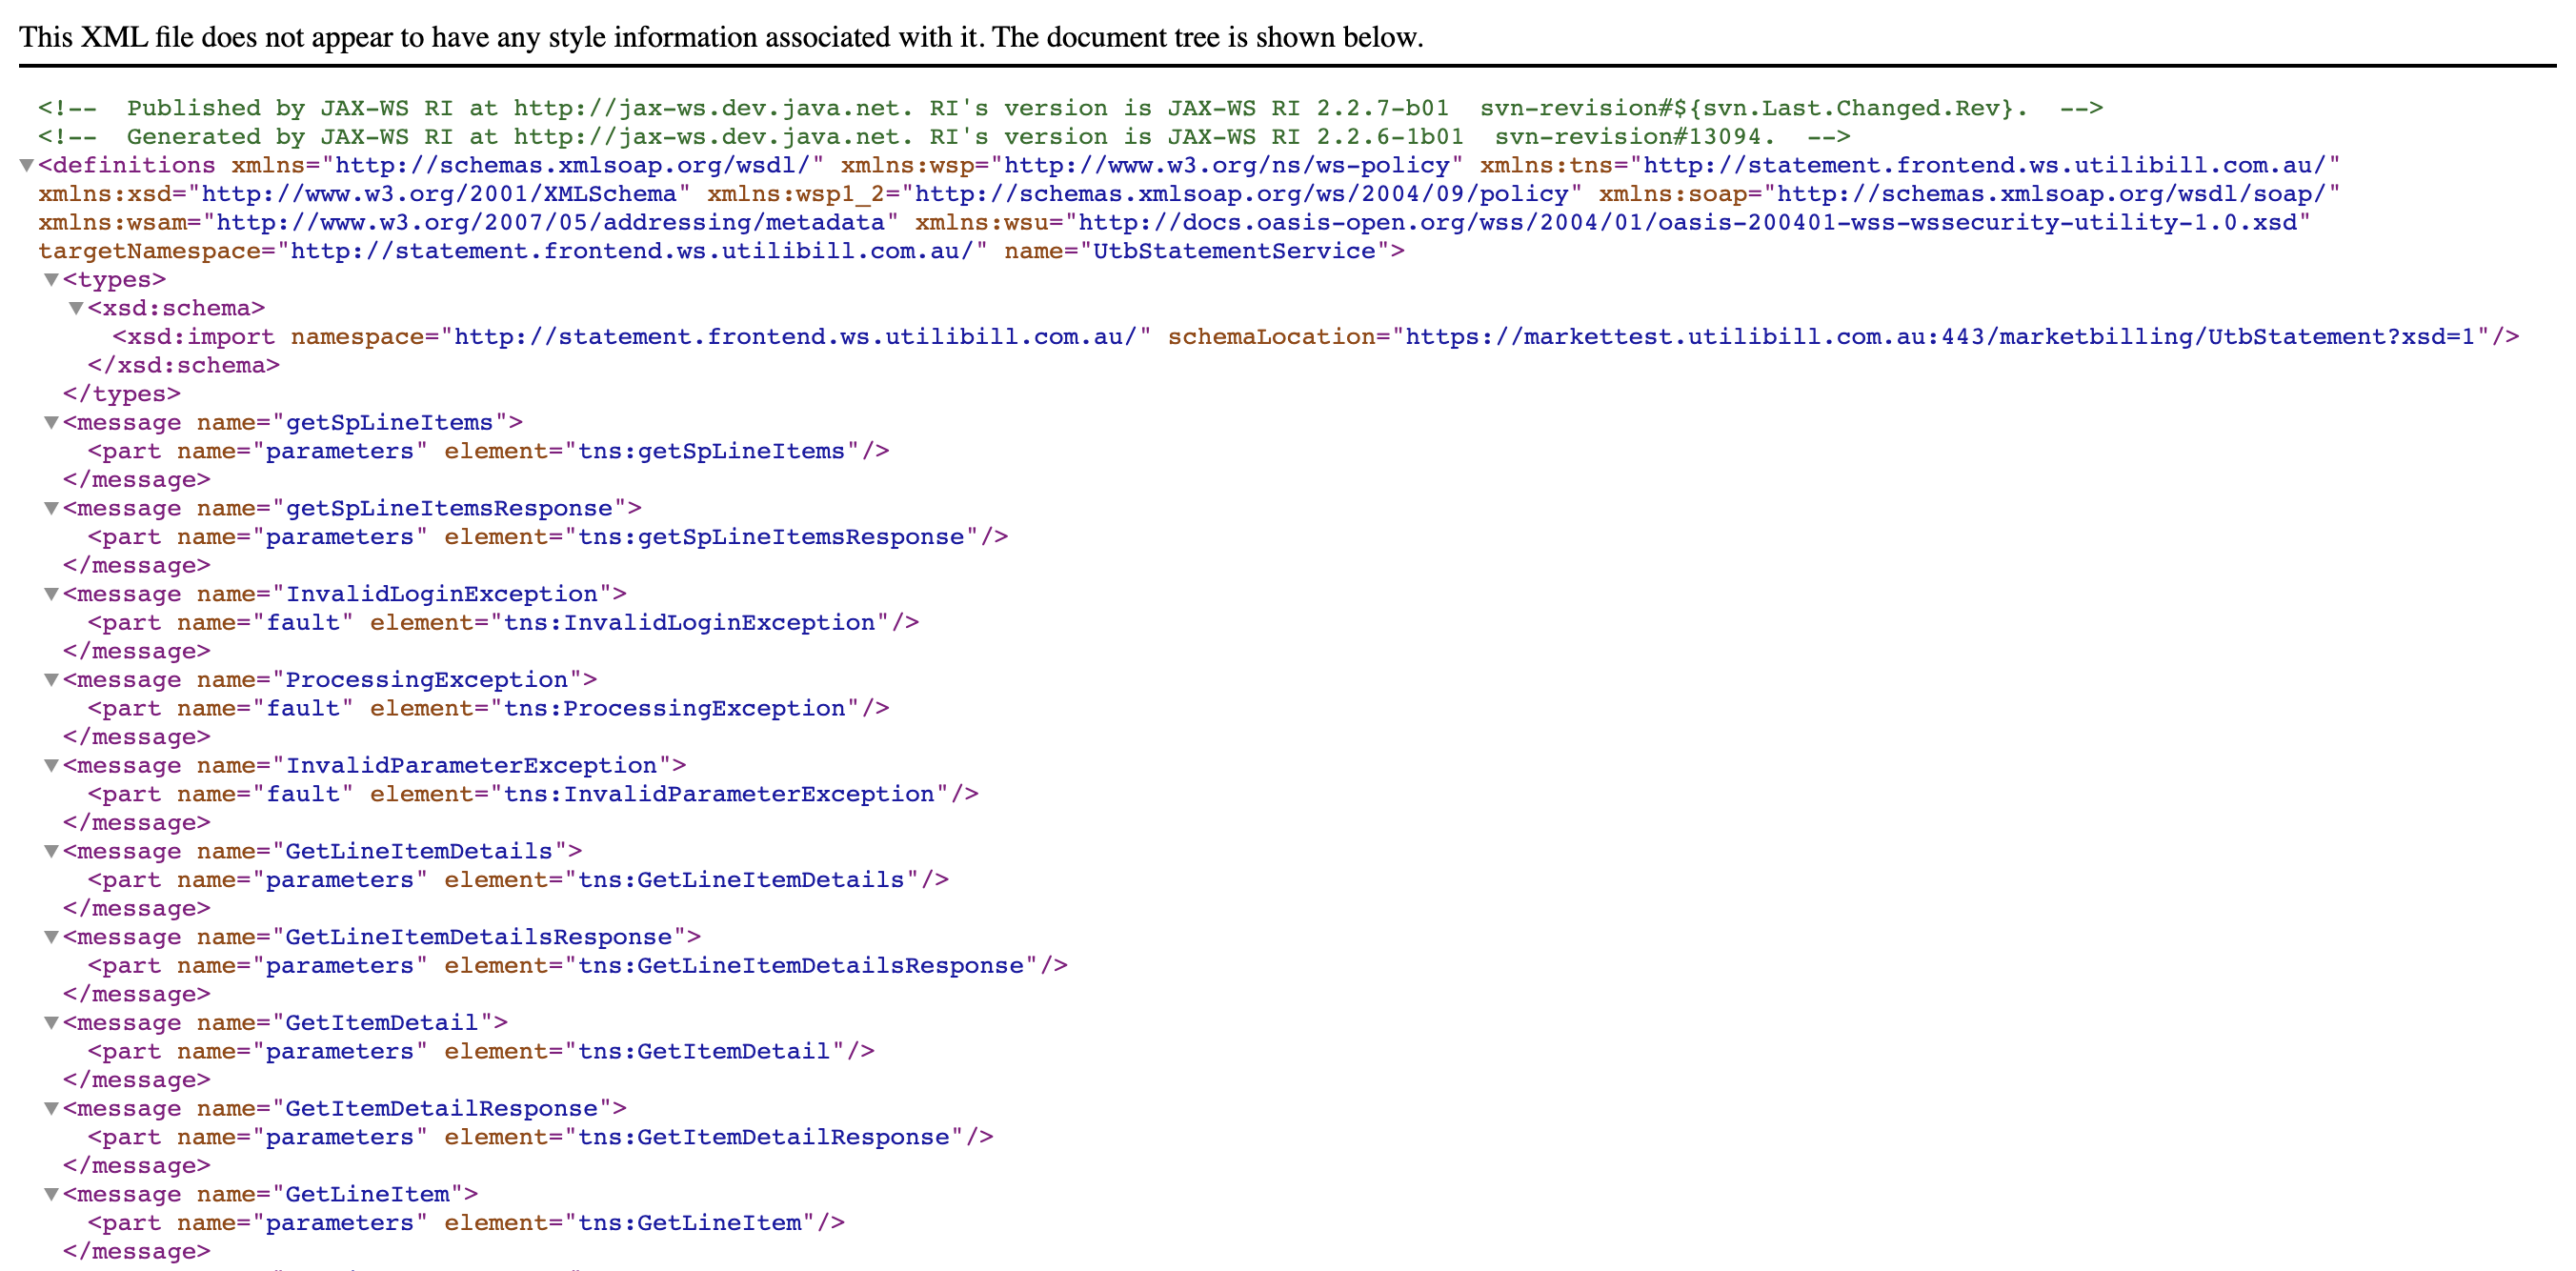 This XML file does not appear to have any style information associated with it. The document tree is shown below.
<!-- Published by JAX-WS RI at http://jax-ws.dev.java.net. RI's version is JAX-WS RI 2.2.7-b01 svn-revision#${svn.Last.Changed.Rev}. -->
<!-- Generated by JAX-WS RI at http://jax-ws.dev.java.net. RI's version is JAX-WS RI 2.2.6-1b01 svn-revision#13094. -->
▼<definitions xmlns="http://schemas.xmlsoap.org/wsdl/" xmlns:wsp="http://www.w3.org/ns/ws-policy" xmlns:tns="http://statement.frontend.ws.utilibill.com.au/"
xmlns:xsd="http://www.w3.org/2001/XMLSchema" xmlns:wsp1_2="http://schemas.xmlsoap.org/ws/2004/09/policy" xmlns:soap="http://schemas.xmlsoap.org/wsdl/soap/"
xmlns:wsam="http://www.w3.org/2007/05/addressing/metadata" xmlns:wsu="http://docs.oasis-open.org/wss/2004/01/oasis-200401-wss-wssecurity-utility-1.0.xsd"
targetNamespace="http://statement.frontend.ws.utilibill.com.au/" name="UtbStatementService">
▼<types>
▼<xsd:schema>
<xsd:import namespace="http://statement.frontend.ws.utilibill.com.au/" schemaLocation="https://markettest.utilibill.com.au:443/marketbilling/UtbStatement?xsd=1"/>
</xsd:schema>
</types>
▼<message name="getSpLineItems">
<part name="parameters" element="tns:getSpLineItems"/>
</message>
▼<message name="getSpLineItemsResponse">
<part name="parameters" element="tns:getSpLineItemsResponse"/>
</message>
▼<message name="InvalidLoginException">
<part name="fault" element="tns:InvalidLoginException"/>
</message>
▼<message name="ProcessingException">
<part name="fault" element="tns:ProcessingException"/>
</message>
▼<message name="InvalidParameterException">
<part name="fault" element="tns:InvalidParameterException"/>
</message>
▼<message name="GetLineItemDetails">
<part name="parameters" element="tns:GetLineItemDetails"/>
</message>
▼<message name="GetLineItemDetailsResponse">
<part name="parameters" element="tns:GetLineItemDetailsResponse"/>
</message>
▼<message name="GetItemDetail">
<part name="parameters" element="tns:GetItemDetail"/>
</message>
▼<message name="GetItemDetailResponse">
<part name="parameters" element="tns:GetItemDetailResponse"/>
</message>
▼<message name="GetLineItem">
<part name="parameters" element="tns:GetLineItem"/>
</message>